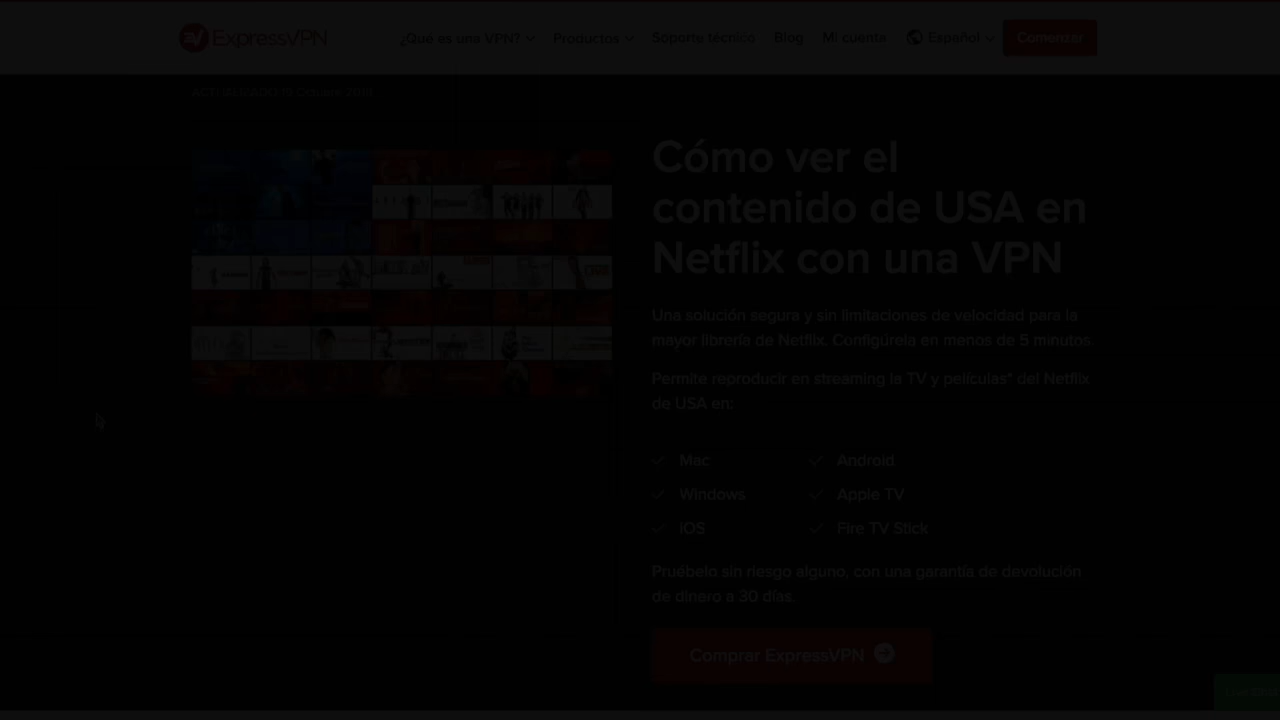 ExpressVPN
¿Qué es una VPN? Productos Soporte técnico Blog Mi cuenta Español Comenzar
ACTUALIZADO 19 Octubre 2018
Cómo ver el
contenido de USA en
Netflix con una VPN
Una solución segura y sin limitaciones de velocidad para la
mayor librería de Netflix. Configúrela en menos de 5 minutos
Permite reproducir en streaming la TV y películas* del Netflix
de USA en:
Mac Android
Windows Apple TV
iOS Fire TV Stick
Pruébelo sin riesgo alguno, con una garantía de devolución
de dinero a 30 días.
Comprar ExpressVPN